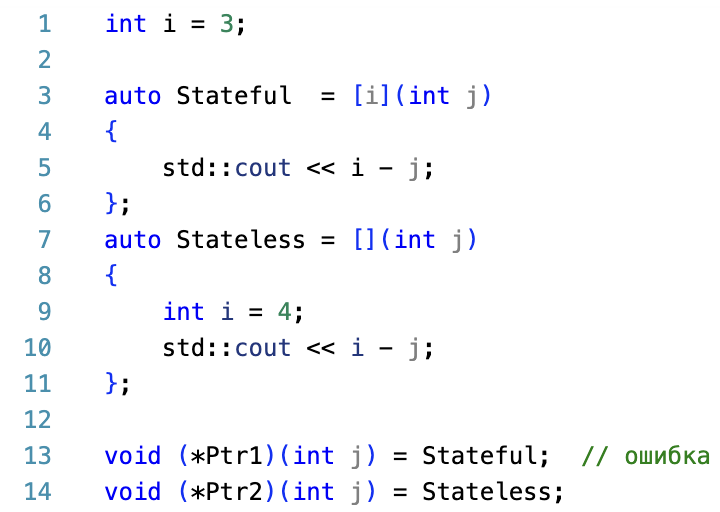 1 int i = 3;
2
3 auto Stateful  = [i](int j)
4 {
5     std::cout << i - j;
6 };
7 auto Stateless = [](int j)
8 {
9     int i = 4;
10     std::cout << i - j;
11 };
12
13 void (*Ptr1)(int j) = Stateful;  // ошибка
14 void (*Ptr2)(int j) = Stateless;